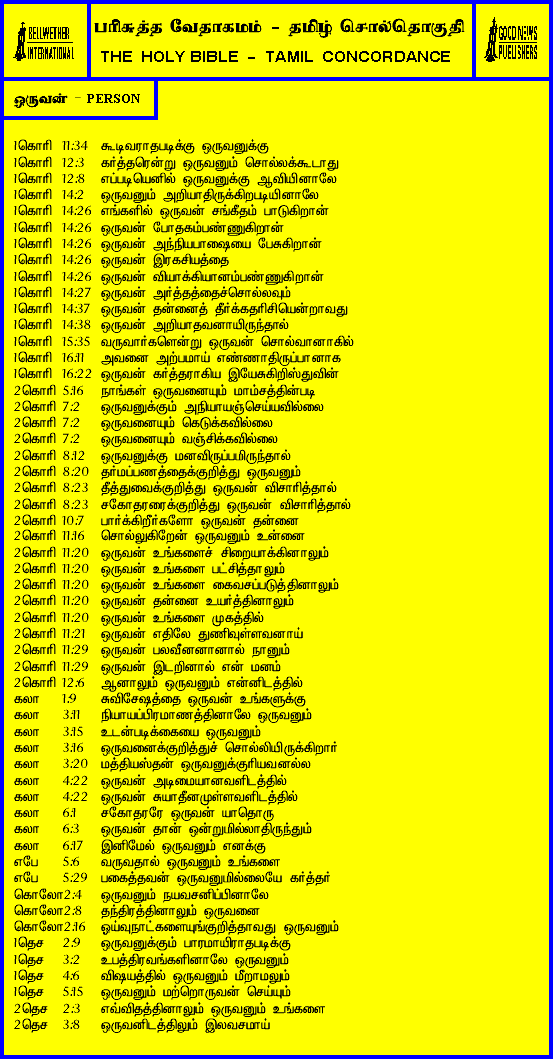 BELLWETHER
INTERNATIONAL
பரிசுத்த வேதாகமம் - தமிழ் சொல்தொகுதி
THE HOLY BIBLE - TAMIL CONCORDANCE
GOOD NEWS
PUBLISHERS
ஒருவன் - PERSON
1கொரி 11:34 கூடிவராதபடிக்கு ஒருவனுக்கு
1கொரி 12:3 கர்த்தரென்று ஒருவனும் சொல்லக்கூடாது
1கொரி 12:8 எப்படியெனில் ஒருவனுக்கு ஆவியினாலே
1கொரி 14:2 ஒருவனும் அறியாதிருக்கிறபடியினாலே
1கொரி 14:26 எங்களில் ஒருவன் சங்கீதம் பாடுகிறான்
1கொரி 14:26 ஒருவன் போதகம்பண்ணுகிறான்
1கொரி 14:26 ஒருவன் அந்நியபாஷையை பேசுகிறான்
1கொரி 14:26 ஒருவன் இரகசியத்தை
1கொரி 14:26 ஒருவன் வியாக்கியானம்பண்ணுகிறான்
1கொரி 14:27 ஒருவன் அர்த்தத்தைச்சொல்லவும்
1கொரி 14:37 ஒருவன் தன்னைத் தீர்க்கதரிசியென்றாவது
1கொரி 14:38 ஒருவன் அறியாதவனாயிருந்தால்
1கொரி 15:35 வருவார்களென்று ஒருவன் சொல்வானாகில்
1கொரி 16:11 அவனை அற்பமாய் எண்ணாதிருப்பானாக
1கொரி 16:22 ஒருவன் கர்த்தராகிய இயேசுகிறிஸ்துவின்
2கொரி 5:16 நாங்கள் ஒருவனையும் மாம்சத்தின்படி
2கொரி 7:2 ஒருவனுக்கும் அநியாயஞ்செய்யவில்லை
2கொரி 7:2 ஒருவனையும் கெடுக்கவில்லை
2கொரி 7:2 ஒருவனையும் வஞ்சிக்கவில்லை
2கொரி 8:12 ஒருவனுக்கு மனவிருப்பமிருந்தால்
2கொரி 8:20 தர்மப்பணத்தைக்குறித்து ஒருவனும்
2கொரி 8:23 தீத்துவைக்குறித்து ஒருவன் விசாரித்தால்
2கொரி 8:23 சகோதரரைக்குறித்து ஒருவன் விசாரித்தால்
2கொரி 10:7 பார்க்கிறீர்களோ ஒருவன் தன்னை
2கொரி 11:16 சொல்லுகிறேன் ஒருவனும் உன்னை
2கொரி 11:20 ஒருவன் உங்களைச் சிறையாக்கினாலும்
2கொரி 11:20 ஒருவன் உங்களை பட்சித்தாலும்
2கொரி 11:20 ஒருவன் உங்களை கைவசப்படுத்தினாலும்
2கொரி 11:20 ஒருவன் தன்னை உயர்த்தினாலும்
2கொரி 11:20 ஒருவன் உங்களை முகத்தில்
2கொரி 11:21 ஒருவன் எதிலே துணிவுள்ளவனாய்
2கொரி 11:29 ஒருவன் பலவீனனானால் நானும்
2கொரி 11:29 ஒருவன் இடறினால் என் மனம்
2கொரி 12:6 ஆனாலும் ஒருவனும் என்னிடத்தில்
கலா 1:9 சுவிசேஷத்தை ஒருவன் உங்களுக்கு
கலா 3:11 நியாயப்பிரமாணத்தினாலே ஒருவனும்
கலா 3:15 உடன்படிக்கையை ஒருவனும்
கலா 3:16 ஒருவனைக்குறித்துச் சொல்லியிருக்கிறார்
கலா 3:20 மத்தியஸ்தன் ஒருவனுக்குரியவனல்ல
கலா 4:22 ஒருவன் அடிமையானவளிடத்தில்
கலா 4:22 ஒருவன் சுயாதீனமுள்ளவளிடத்தில்
கலா 6:1 சகோதரரே ஒருவன் யாதொரு
கலா 6:3 ஒருவன் தான் ஒன்றுமில்லாதிருந்தும்
கலா 6:17 இனிமேல் ஒருவனும் எனக்கு
எபே 5:6 வருவதால் ஒருவனும் உங்களை
எபே 5:29 பகைத்தவன் ஒருவனுமில்லையே கர்த்தர்
கொலோ2:4 ஒருவனும் நயவசனிப்பினாலே
கொலோ2:8 தந்திரத்தினாலும் ஒருவனை
கொலோ2:16 ஓய்வுநாட்களையுங்குறித்தாவது ஒருவனும்
1தெச 2:9 ஒருவனுக்கும் பாரமாயிராதபடிக்கு
1தெச 3:2 உபத்திரவங்களினாலே ஒருவனும்
1தெச 4:6 விஷயத்தில் ஒருவனும் மீறாமலும்
1தெச 5:15 ஒருவனும் மற்றொருவன் செய்யும்
2தெச 2:3 எவ்விதத்தினாலும் ஒருவனும் உங்களை
2தெச 3:8 ஒருவனிடத்திலும் இலவசமாய்